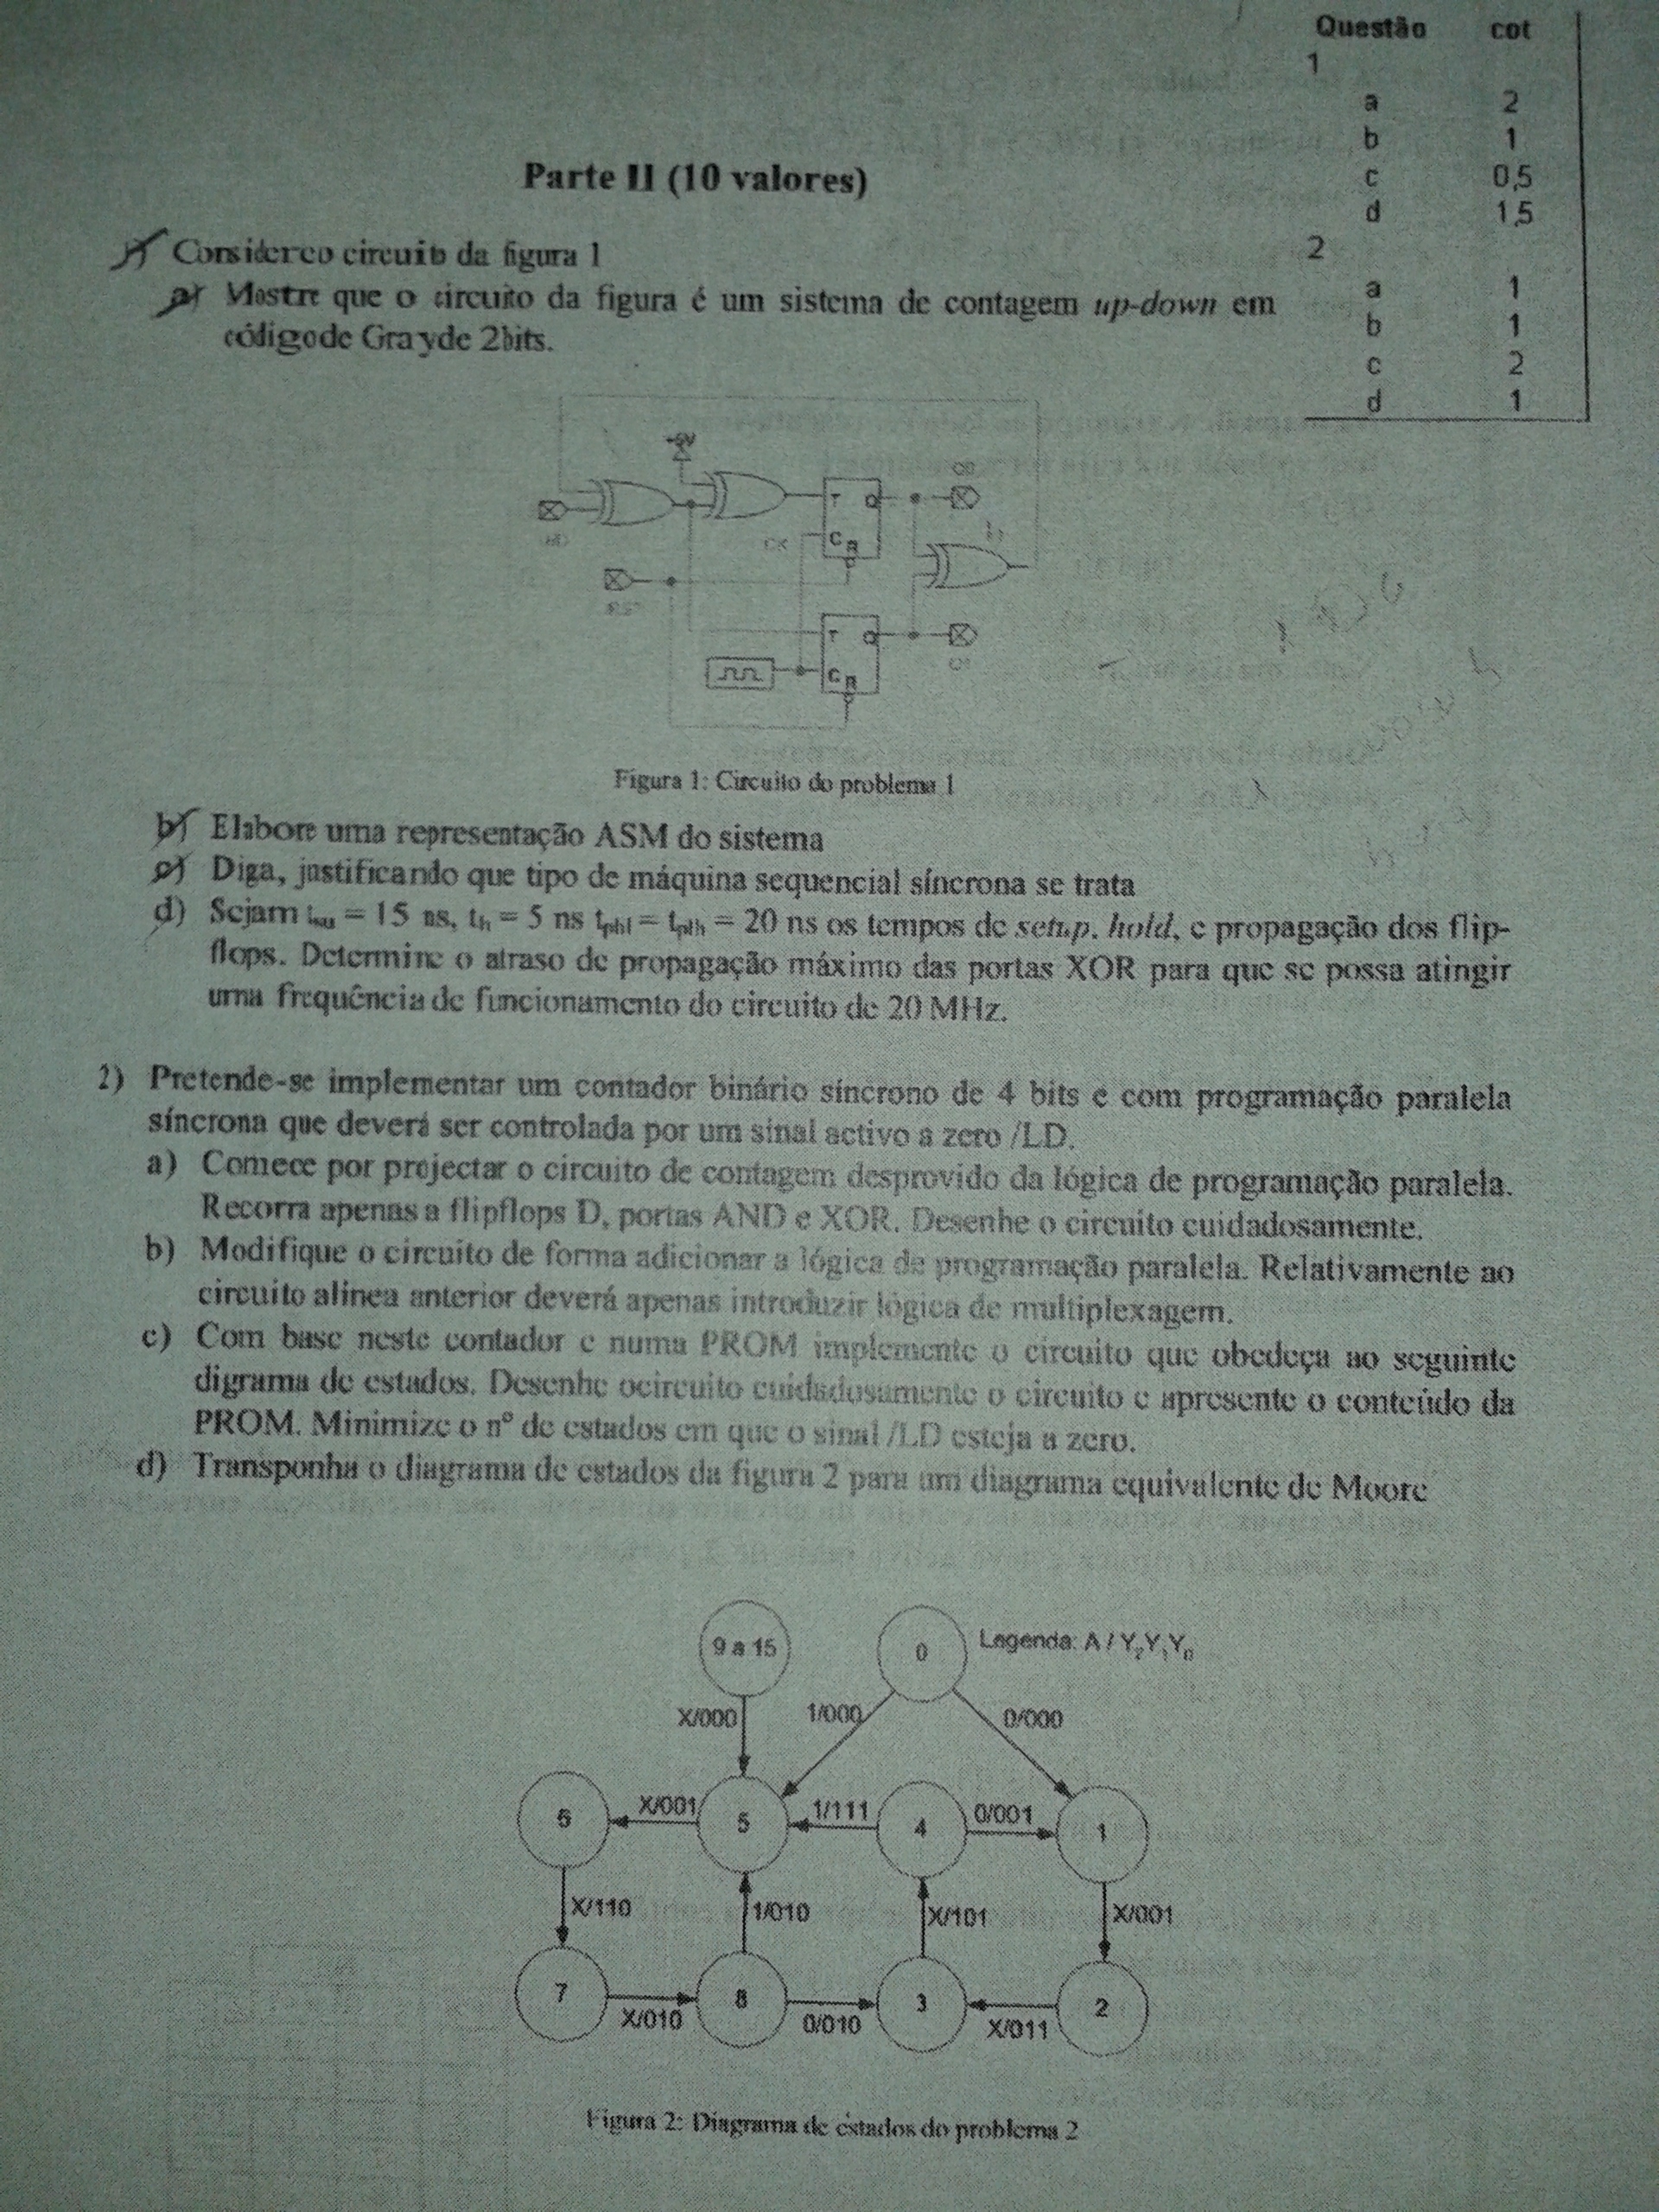 Questão cot
1
a 2
b 1
c 0,5
d 1,5
2
a 1
b 1
c 2
d 1
Parte II (10 valores)
Considere o circuito da figura 1
a) Mostre que o circuito da figura é um sistema de contagem up-down em
código de Gray de 2 bits.
Q0
T Q
CK
C R
T Q
C R
Figura 1: Circuito do problema 1
b) Elabore uma representação ASM do sistema
c) Diga, justificando que tipo de máquina sequencial síncrona se trata
d) Sejam tsu = 15 ns, th = 5 ns tphl = tplh = 20 ns os tempos de setup, hold, e propagação dos flip-
flops. Determine o atraso de propagação máximo das portas XOR para que se possa atingir
uma frequência de funcionamento do circuito de 20 MHz.
2) Pretende-se implementar um contador binário síncrono de 4 bits e com programação paralela
síncrona que deverá ser controlada por um sinal activo a zero /LD.
a) Comece por projectar o circuito de contagem desprovido da lógica de programação paralela.
Recorra apenas a flipflops D, portas AND e XOR. Desenhe o circuito cuidadosamente.
b) Modifique o circuito de forma adicionar a lógica de programação paralela. Relativamente ao
circuito alinea anterior deverá apenas introduzir lógica de multiplexagem.
c) Com base neste contador e numa PROM implemente o circuito que obedeça ao seguinte
digrama de estados. Desenhe ocircuito cuidadosamente o circuito e apresente o conteúdo da
PROM. Minimize o nº de estados em que o sinal /LD esteja a zero.
d) Transponha o diagrama de estados da figura 2 para um diagrama equivalente de Moore
9 a 15 0 Legenda: A / Y2Y1Y0
X/000 1/000 0/000
6 X/001 5 1/111 4 0/001 1
X/110 1/010 X/101 X/001
7 8 3 2
X/010 0/010 X/011
Figura 2: Diagrama de estados do problema 2